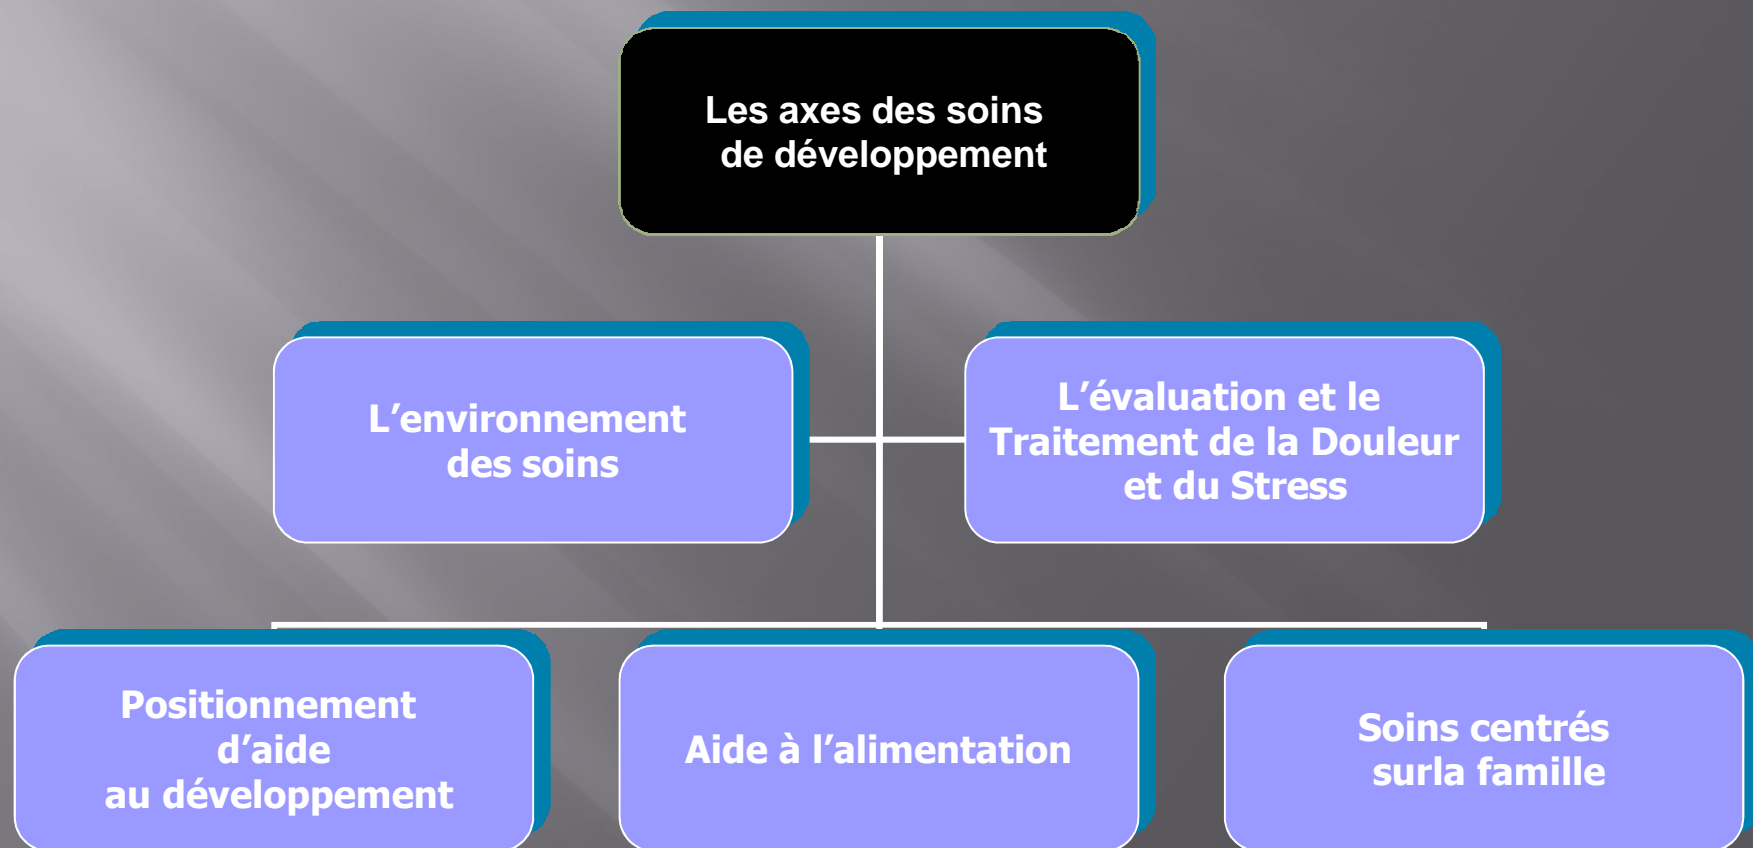 Les axes des soins
de développement
L’environnement
des soins
L’évaluation et le
Traitement de la Douleur
et du Stress
Positionnement
d’aide
au développement
Aide à l’alimentation
Soins centrés
surla famille